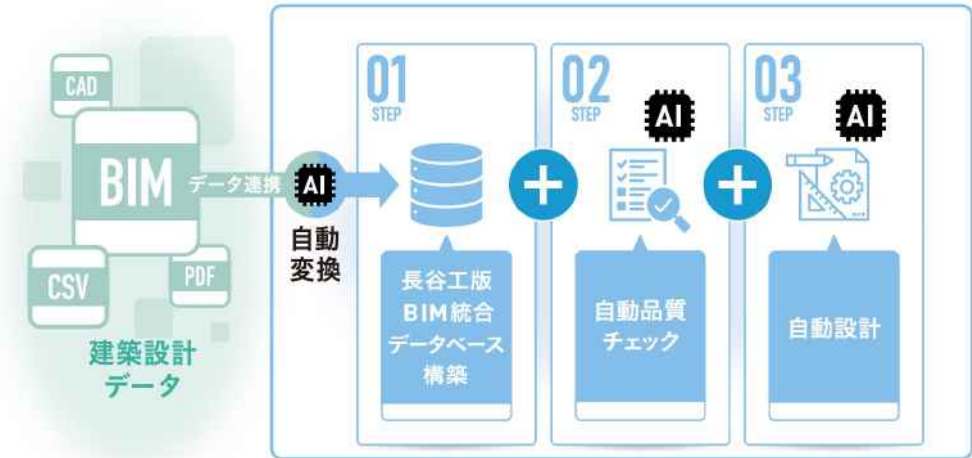 CAD
BIM
CSV
PDF
建築設計
データ
データ連携
AI
自動
変換
01
STEP
長谷工版
BIM統合
データベース
構築
02
STEP
AI
自動品質
チェック
03
STEP
AI
自動設計